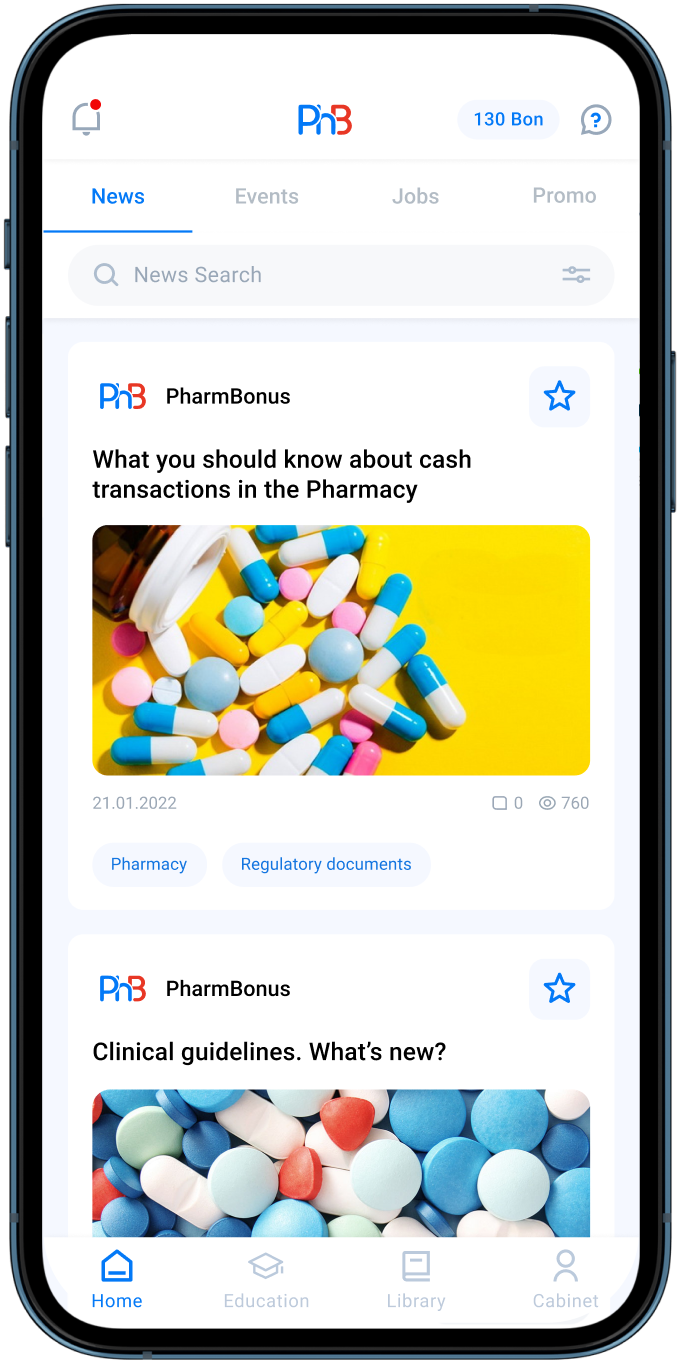 PhB
130 Bon
?
News
Events
Jobs
Promo
News Search
PhB
PharmBonus
What you should know about cash
transactions in the Pharmacy
21.01.2022
0
760
Pharmacy
Regulatory documents
PhB
PharmBonus
Clinical guidelines. What’s new?
Home
Education
Library
Cabinet